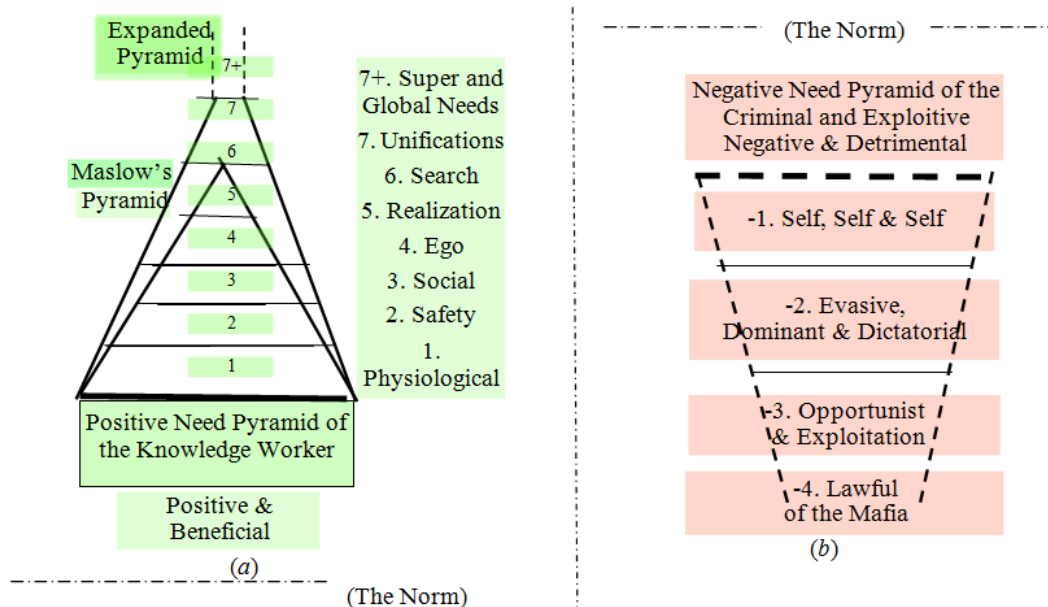 Expanded
Pyramid
7+
7
6
Maslow's
Pyramid
5
4
3
2
1
7+. Super and
Global Needs
7. Unifications
6. Search
5. Realization
4. Ego
3. Social
2. Safety
1.
Physiological
Positive Need Pyramid of
the Knowledge Worker
Positive &
Beneficial
(a)
(The Norm)
(The Norm)
Negative Need Pyramid of the
Criminal and Exploitive
Negative & Detrimental
-1. Self, Self & Self
-2. Evasive,
Dominant & Dictatorial
-3. Opportunist
& Exploitation
-4. Lawful
of the Mafia
(b)